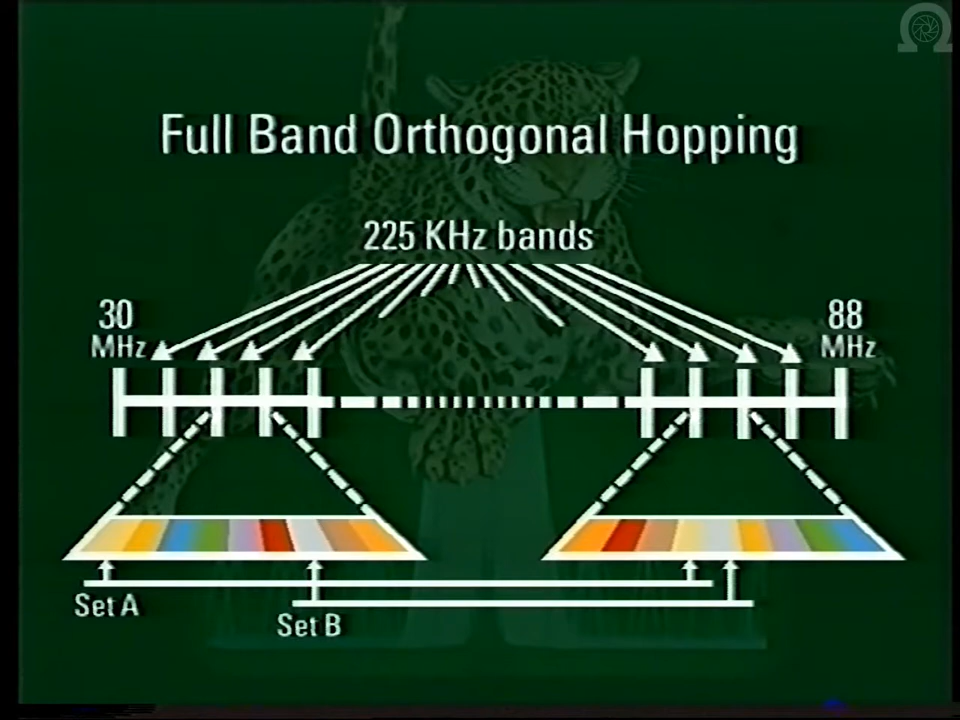 Full Band Orthogonal Hopping
225 KHz bands
30
MHz
88
MHz
Set A
Set B